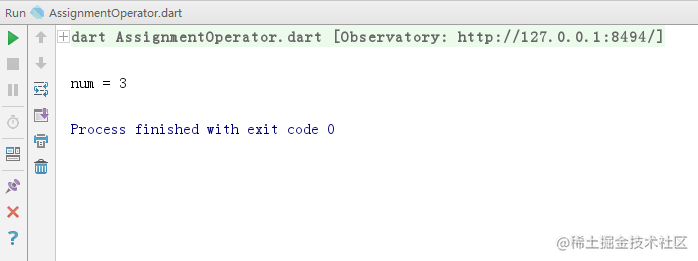 Run AssignmentOperator.dart
dart AssignmentOperator.dart [Observatory: http://127.0.0.1:8494/]
num = 3
Process finished with exit code 0
@稀土掘金技术社区